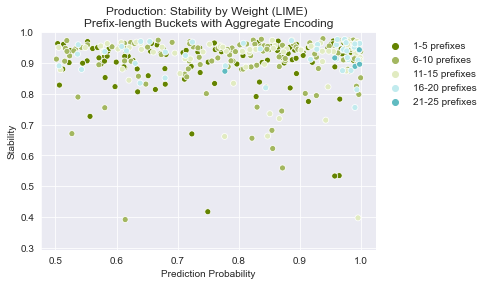 Production: Stability by Weight (LIME)
Prefix-length Buckets with Aggregate Encoding
1.0
0.9
0.8
0.7
0.6
0.5
0.4
0.3
Stability
0.5 0.6 0.7 0.8 0.9 1.0
Prediction Probability
1-5 prefixes
6-10 prefixes
11-15 prefixes
16-20 prefixes
21-25 prefixes